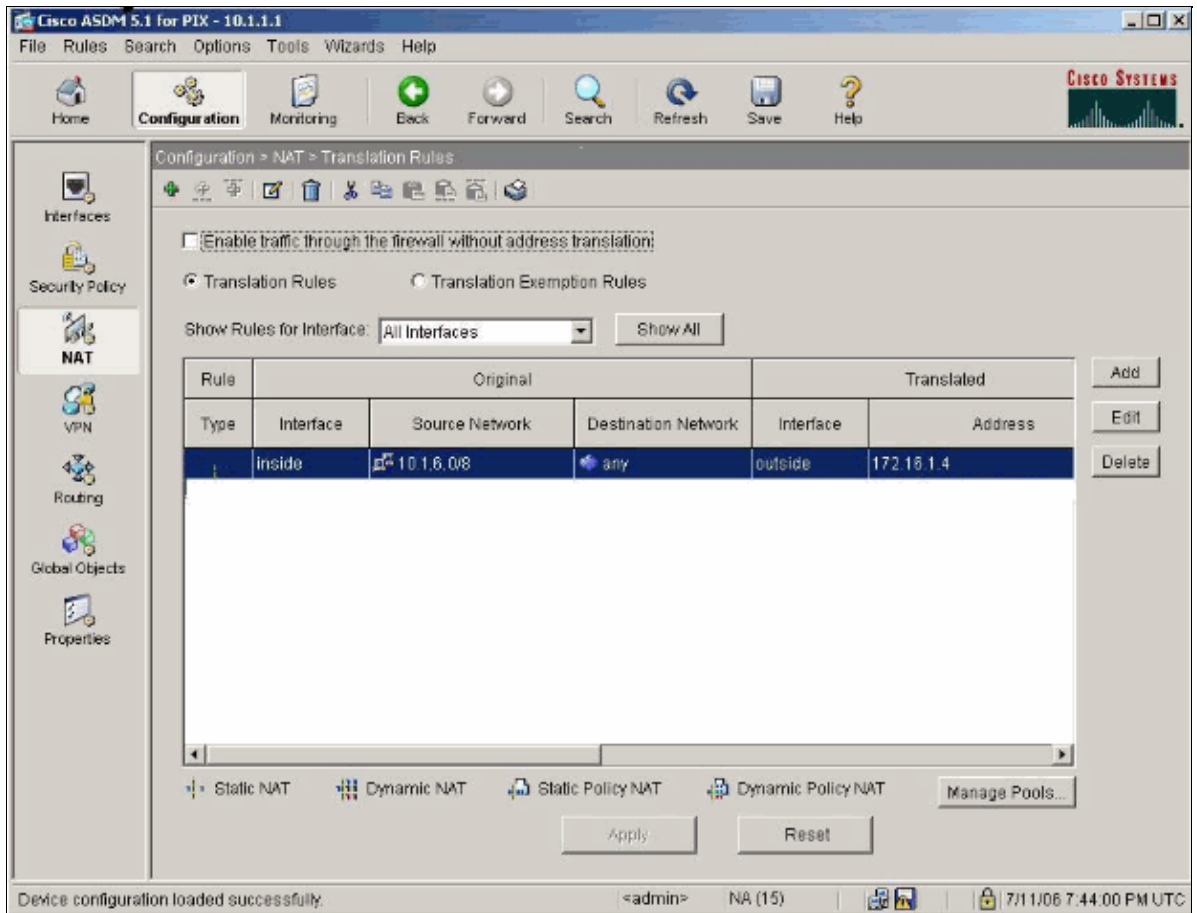 Cisco ASDM 5.1 for PIX - 10.1.1.1
File Rules Search Options Tools Wizards Help
Home Configuration Monitoring Back Forward Search Refresh Save Help
CISCO SYSTEMS
Configuration > NAT > Translation Rules
Interfaces
Security Policy
NAT
VPN
Routing
Global Objects
Properties
Enable traffic through the firewall without address translation
Translation Rules Translation Exemption Rules
Show Rules for Interface: All Interfaces Show All
Rule Original Translated
Type Interface Source Network Destination Network Interface Address
inside 10.1.6.0/8 any outside 172.16.1.4
Add
Edit
Delete
Static NAT Dynamic NAT Static Policy NAT Dynamic Policy NAT Manage Pools...
Apply Reset
Device configuration loaded successfully. <admin> NA (15) 7/11/06 7:44:00 PM UTC